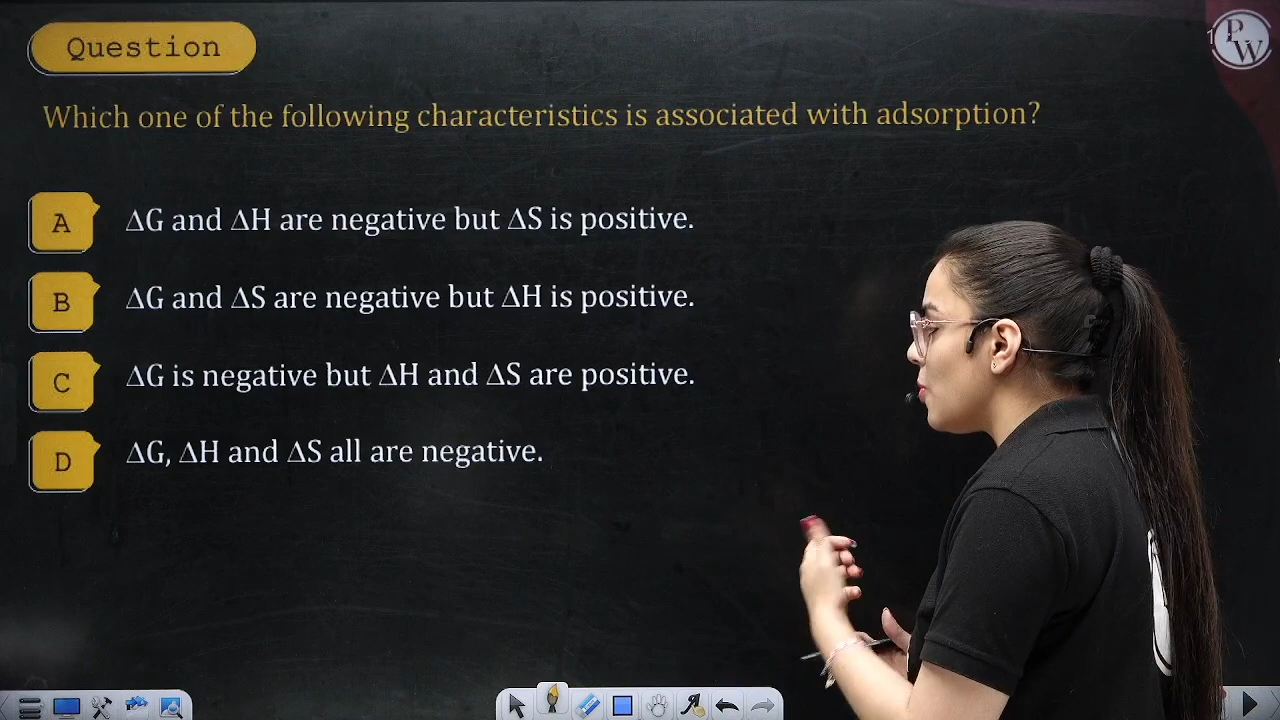 Question
PW
Which one of the following characteristics is associated with adsorption?
A ΔG and ΔH are negative but ΔS is positive.
B ΔG and ΔS are negative but ΔH is positive.
C ΔG is negative but ΔH and ΔS are positive.
D ΔG, ΔH and ΔS all are negative.